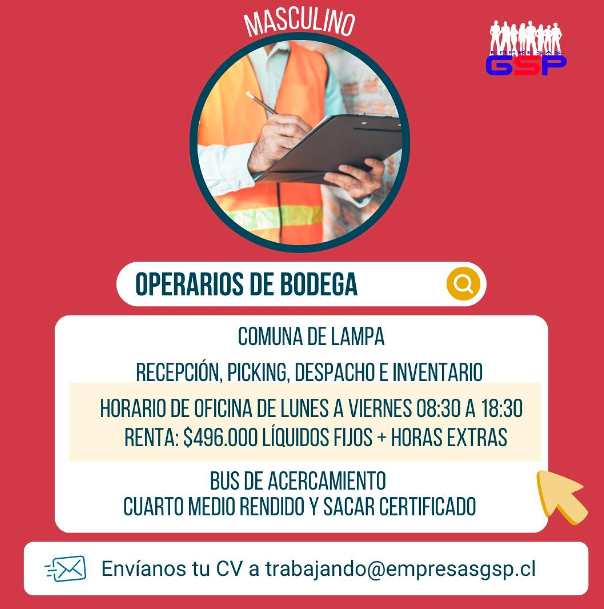 MASCULINO
GSP
OPERARIOS DE BODEGA
COMUNA DE LAMPA
RECEPCIÓN, PICKING, DESPACHO E INVENTARIO
HORARIO DE OFICINA DE LUNES A VIERNES 08:30 A 18:30
RENTA: $496.000 LÍQUIDOS FIJOS + HORAS EXTRAS
BUS DE ACERCAMIENTO
CUARTO MEDIO RENDIDO Y SACAR CERTIFICADO
Envíanos tu CV a trabajando@empresasgsp.cl